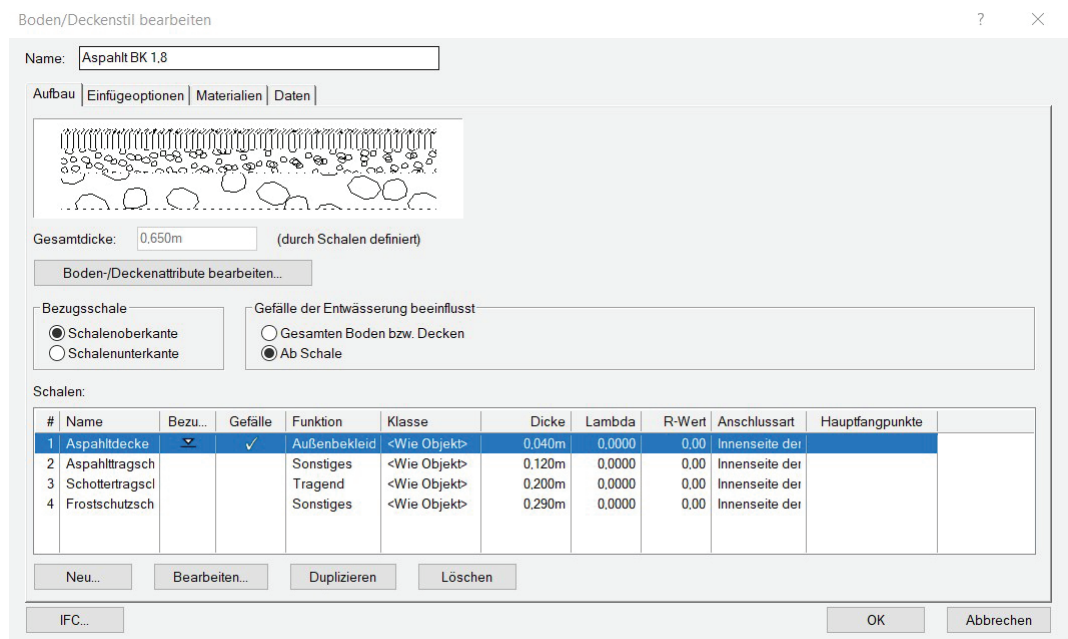 Boden/Deckenstil bearbeiten ? ×
Name: Aspahlt BK 1,8
Aufbau Einfügeoptionen Materialien Daten
Gesamtdicke: 0,650m (durch Schalen definiert)
Boden-/Deckenattribute bearbeiten...
Bezugsschale Gefälle der Entwässerung beeinflusst
Schalenoberkante Gesamten Boden bzw. Decken
Schalenunterkante Ab Schale
Schalen:
# Name Bezu... Gefälle Funktion Klasse Dicke Lambda R-Wert Anschlussart Hauptfangpunkte
1 Aspahltdecke ✓ Außenbekleid <Wie Objekt> 0,040m 0,0000 0,00 Innenseite der
2 Aspahlttragsch Sonstiges <Wie Objekt> 0,120m 0,0000 0,00 Innenseite der
3 Schottertragscl Tragend <Wie Objekt> 0,200m 0,0000 0,00 Innenseite der
4 Frostschutzsch Sonstiges <Wie Objekt> 0,290m 0,0000 0,00 Innenseite der
Neu... Bearbeiten... Duplizieren Löschen
IFC... OK Abbrechen